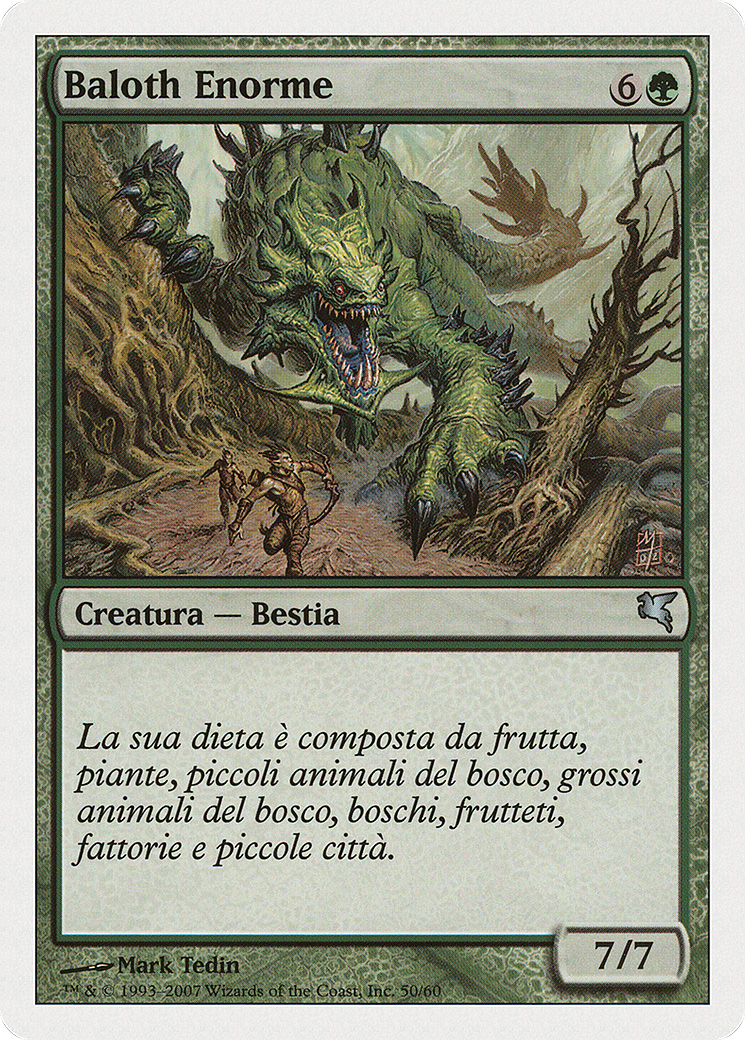 Baloth Enorme
6
Creatura — Bestia
La sua dieta è composta da frutta,
piante, piccoli animali del bosco, grossi
animali del bosco, boschi, frutteti,
fattorie e piccole città.
7/7
Mark Tedin
™ & © 1993–2007 Wizards of the Coast, Inc. 50/60